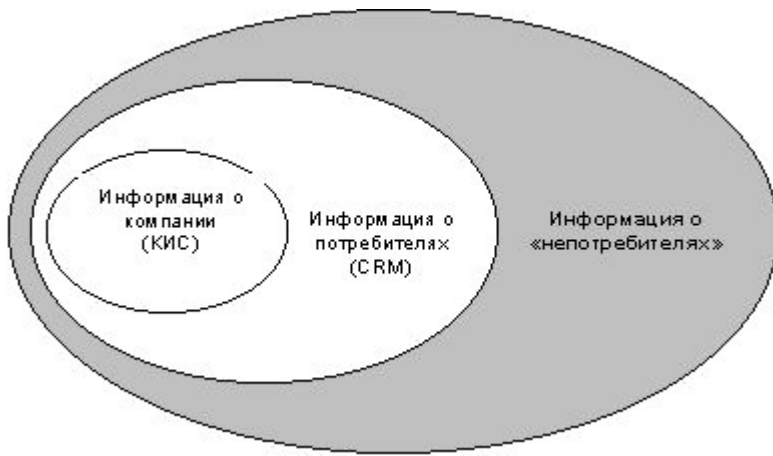 Информация о
компании
(КИС)
Информация о
потребителях
(CRM)
Информация о
«непотребителях»